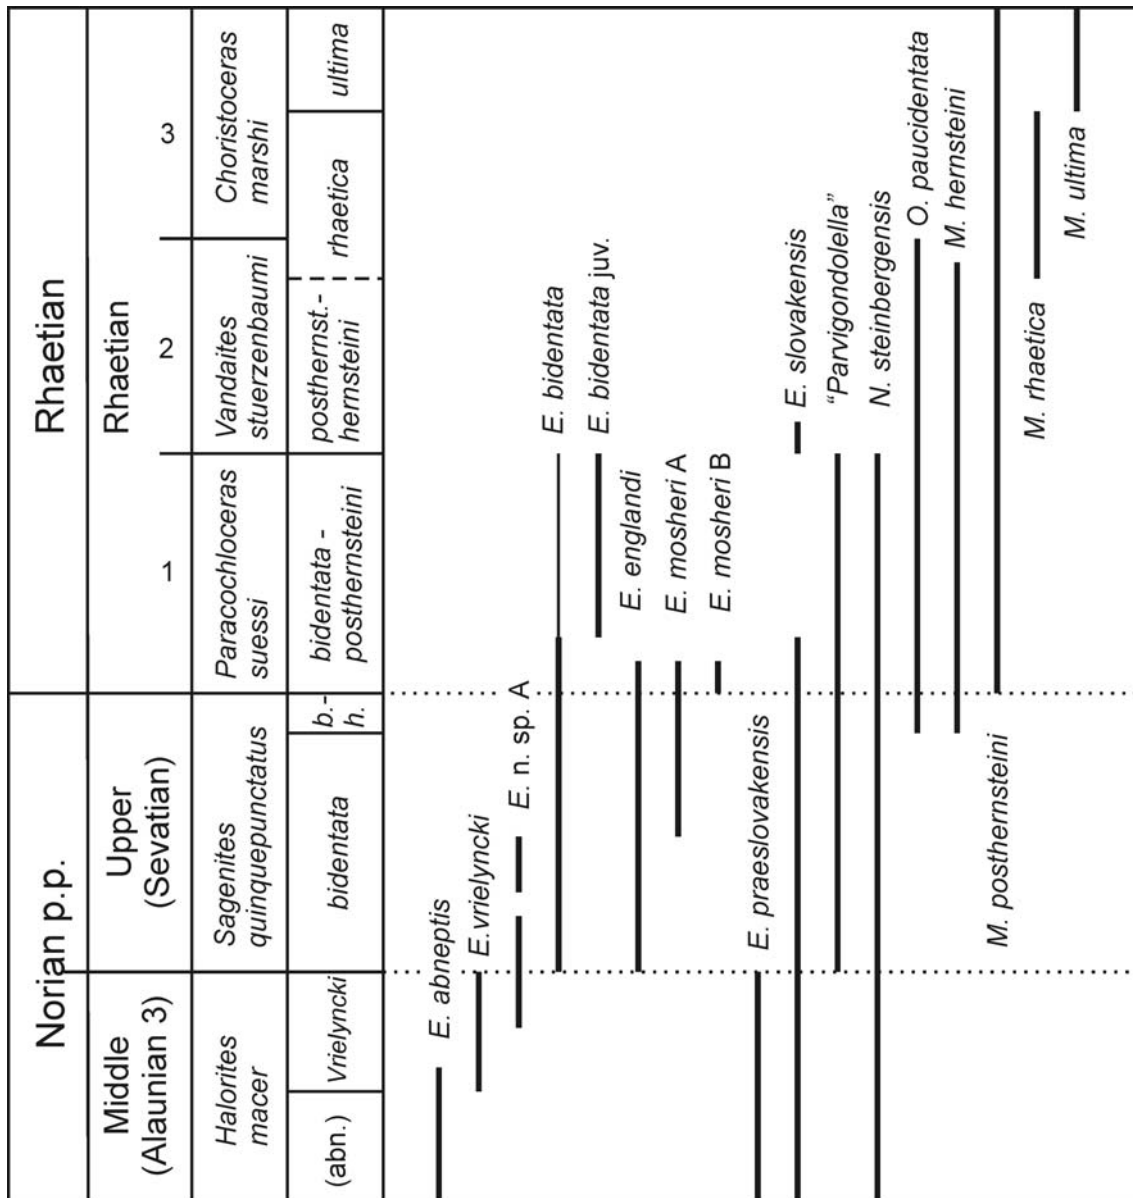 Rhaetian
Norian p.p.
Rhaetian
3
2
1
Upper
(Sevatian)
Middle
(Alaunian 3)
Choristoceras
marshi
Vandaites
stuerzenbaumi
Paracochloceras
suessi
Sagenites
quinquepunctatus
Halorites
macer
ultima
rhaetica
posthernst.-
hernsteini
bidentata -
posthernsteini
b.-
h.
bidentata
Vrielyncki
(abn.)
E. abneptis
E.vrielyncki
E. n. sp. A
E. bidentata
E. bidentata juv.
E. englandi
E. mosheri A
E. mosheri B
E. praeslovakensis
E. slovakensis
“Parvigondolella”
N. steinbergensis
O. paucidentata
M. hernsteini
M. posthernsteini
M. rhaetica
M. ultima